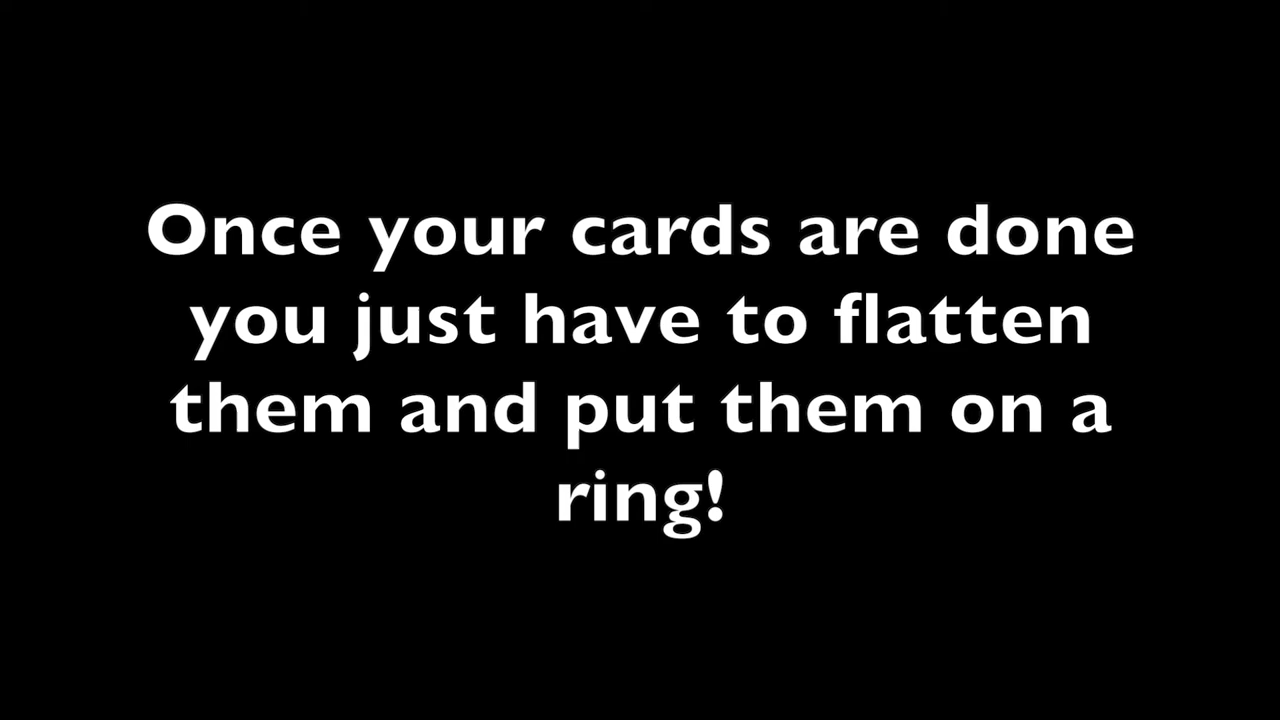 Once your cards are done
you just have to flatten
them and put them on a
ring!